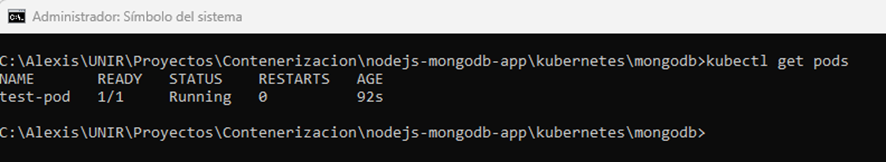 Administrador: Símbolo del sistema
C:\Alexis\UNIR\Proyectos\Contenerizacion\nodejs-mongodb-app\kubernetes\mongodb>kubectl get pods
NAME       READY   STATUS    RESTARTS   AGE
test-pod   1/1     Running   0          92s
C:\Alexis\UNIR\Proyectos\Contenerizacion\nodejs-mongodb-app\kubernetes\mongodb>